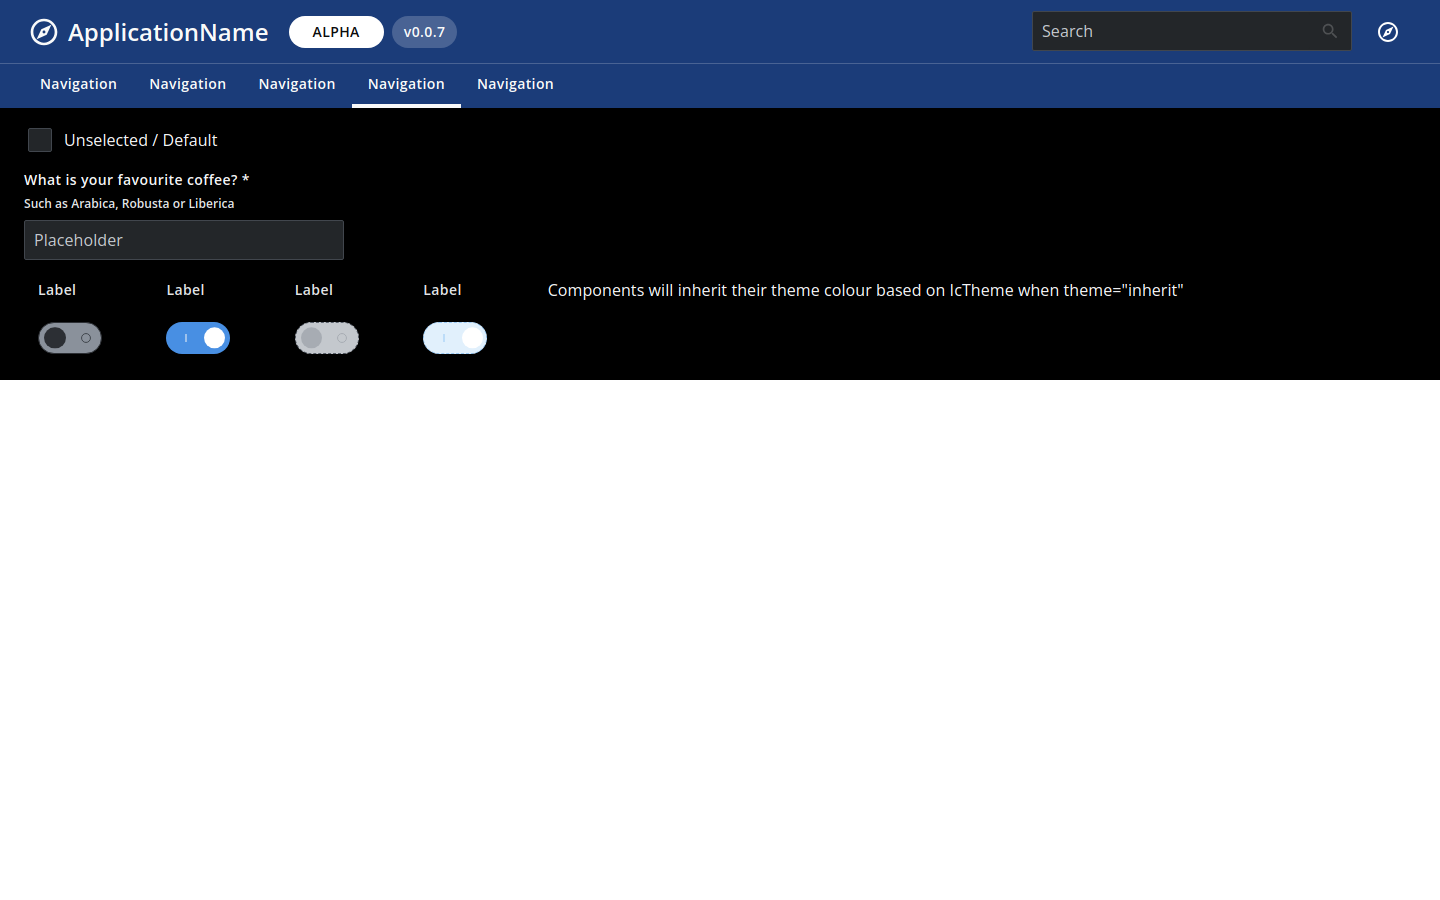 ApplicationName ALPHA v0.0.7 Search
Navigation Navigation Navigation Navigation Navigation
Unselected / Default
What is your favourite coffee? *
Such as Arabica, Robusta or Liberica
Placeholder
Label Label Label Label Components will inherit their theme colour based on IcTheme when theme="inherit"